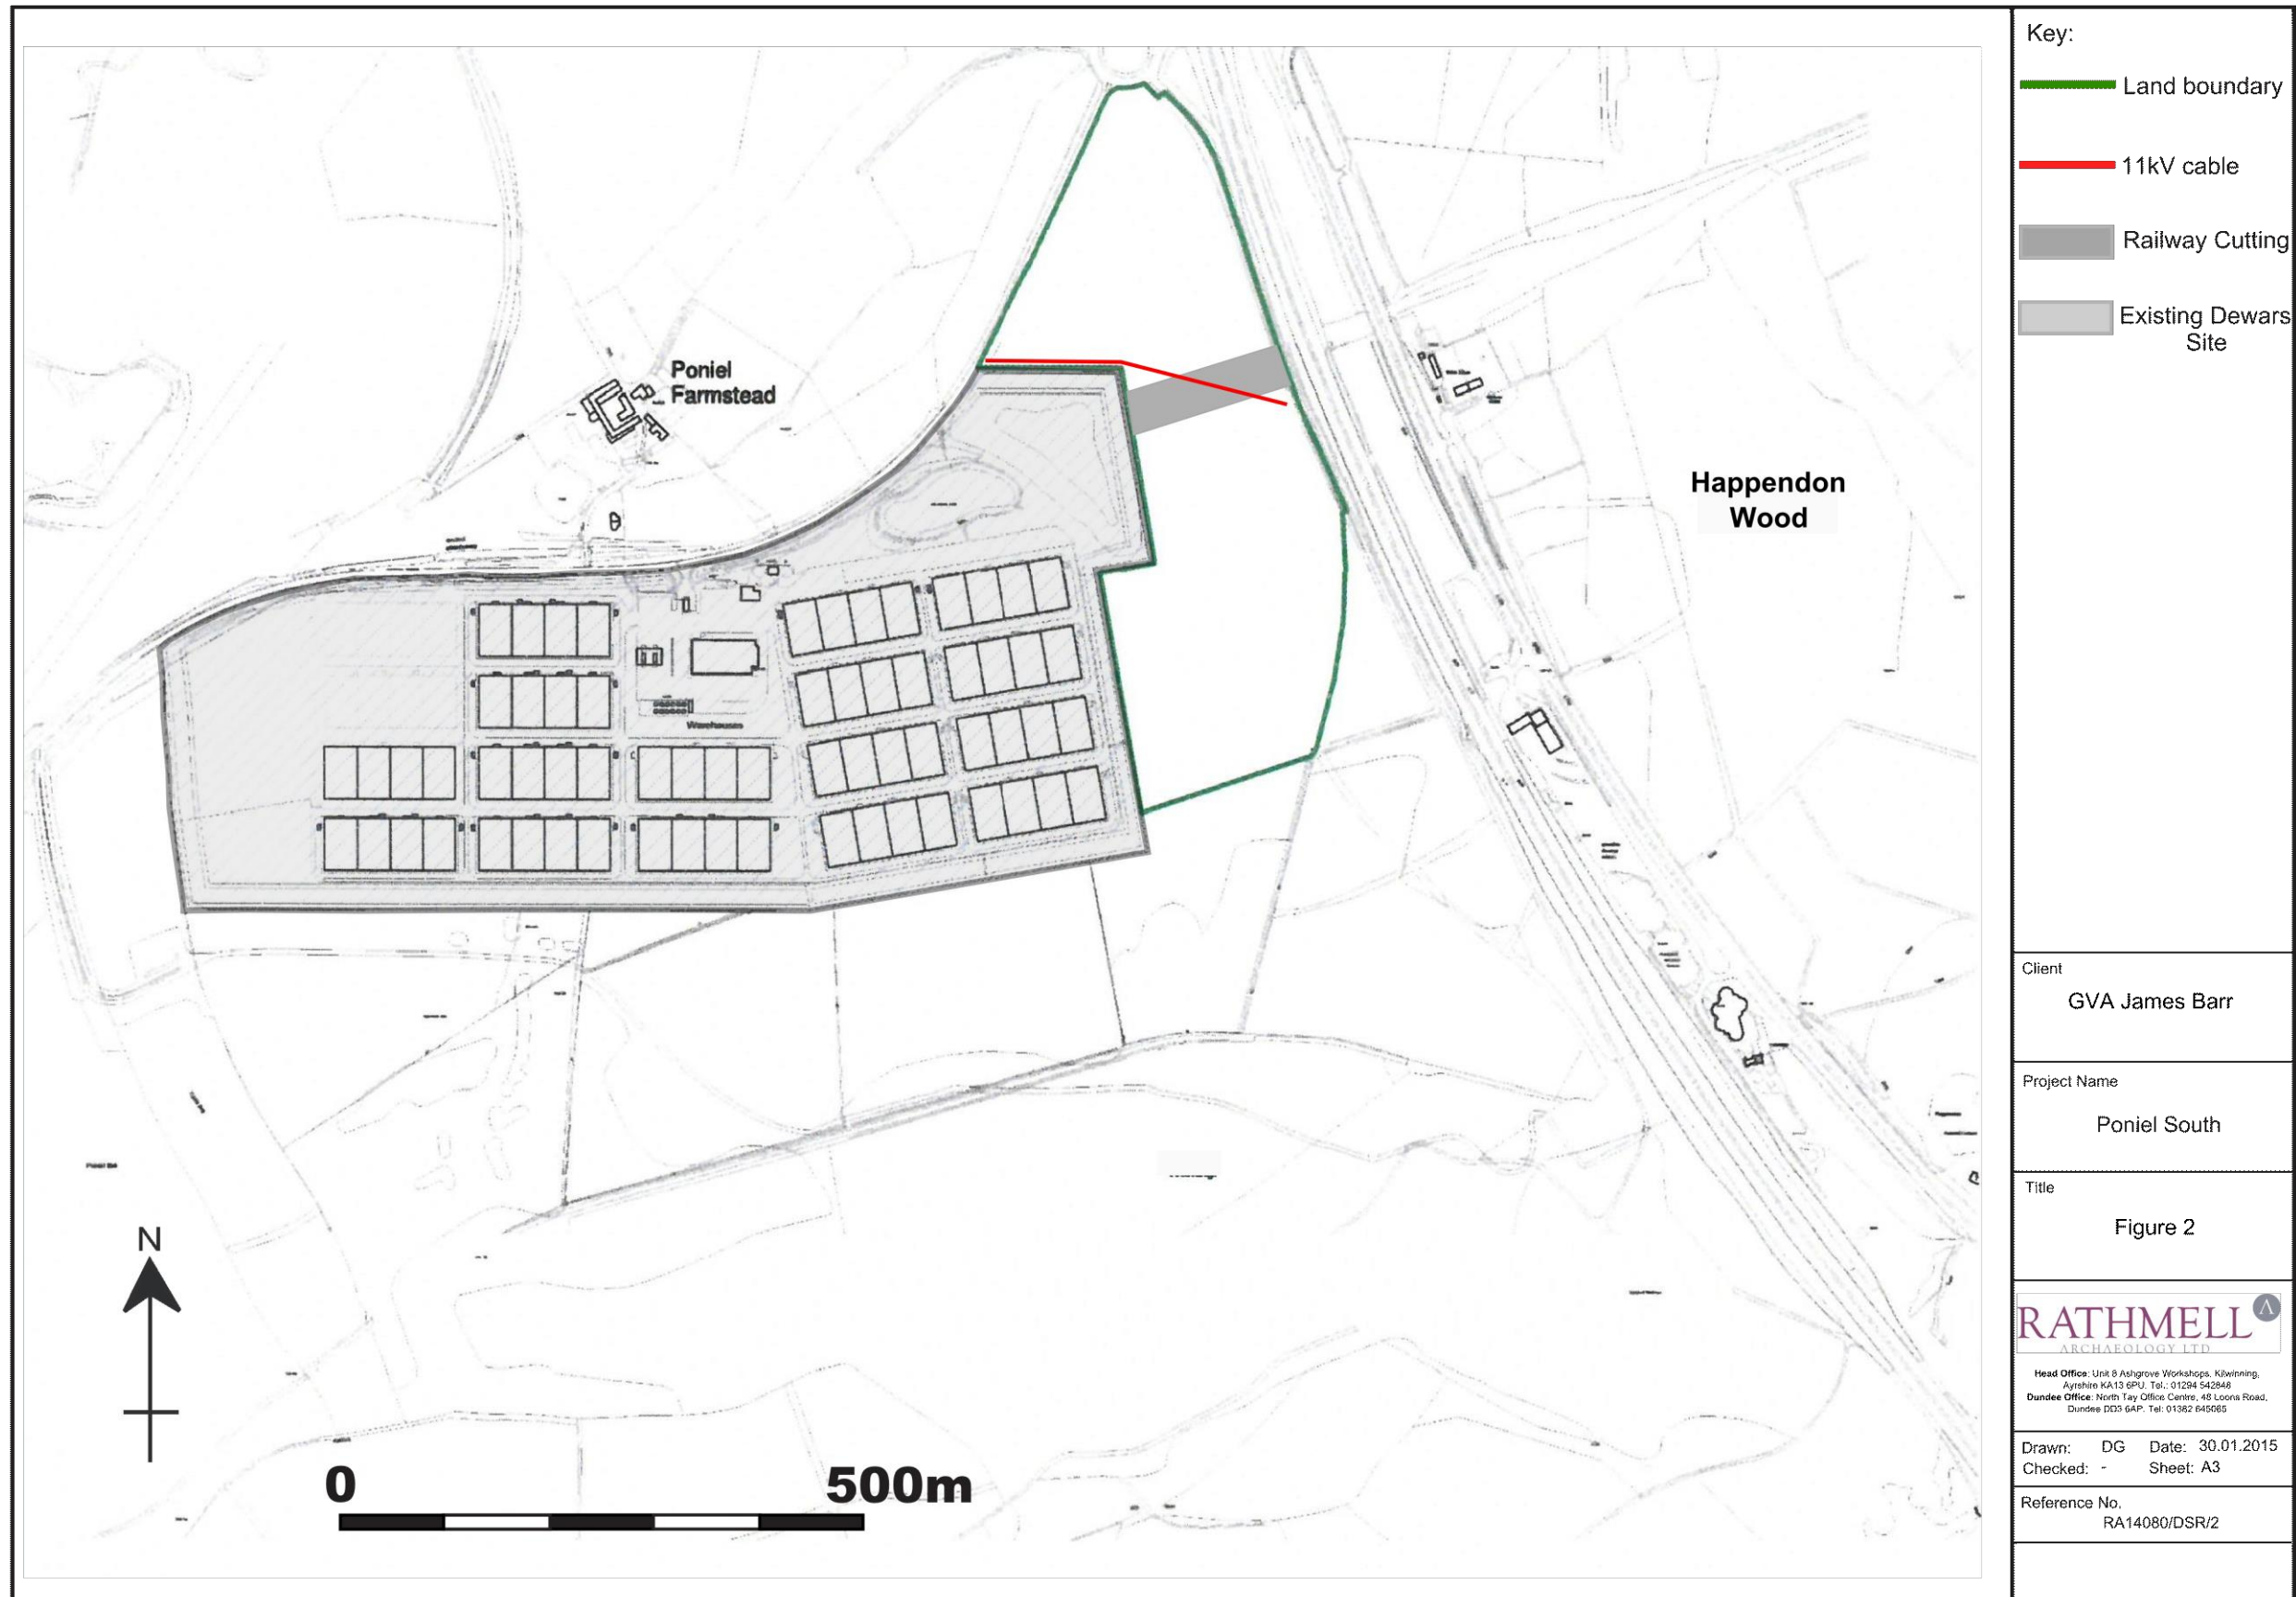 Poniel
Farmstead
Happendon
Wood
Warehouses
N
0
500m
Key:
Land boundary
11kV cable
Railway Cutting
Existing Dewars
Site
Client
GVA James Barr
Project Name
Poniel South
Title
Figure 2
RATHMELL
ARCHAEOLOGY LTD
Head Office: Unit 8 Ashgrove Workshops, Kilwinning,
Ayrshire KA13 6PU. Tel.: 01294 542848
Dundee Office: North Tay Office Centre, 48 Loons Road,
Dundee DD3 6AP. Tel: 01382 645085
Drawn: DG Date: 30.01.2015
Checked: - Sheet: A3
Reference No.
RA14080/DSR/2